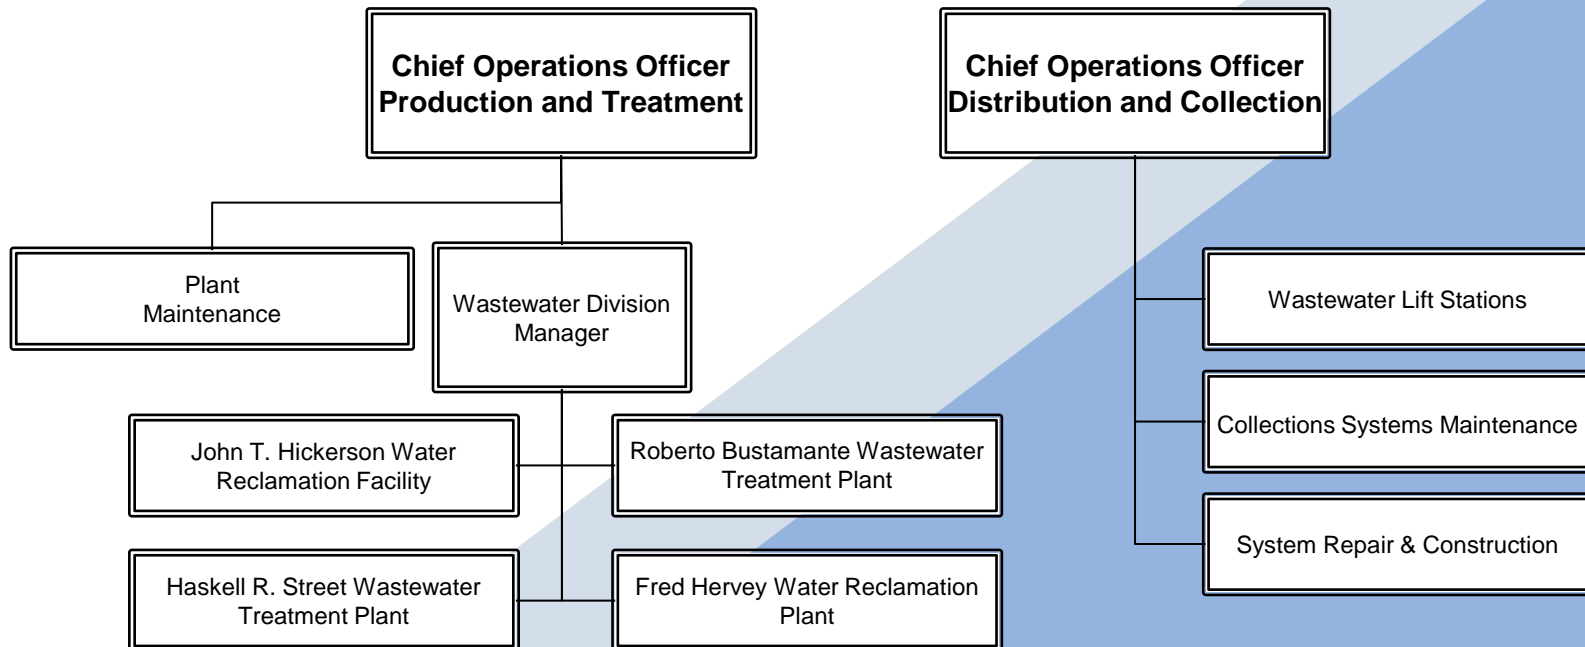 Chief Operations Officer
Production and Treatment
Chief Operations Officer
Distribution and Collection
Plant
Maintenance
Wastewater Division
Manager
Wastewater Lift Stations
Collections Systems Maintenance
John T. Hickerson Water
Reclamation Facility
Roberto Bustamante Wastewater
Treatment Plant
System Repair & Construction
Haskell R. Street Wastewater
Treatment Plant
Fred Hervey Water Reclamation
Plant